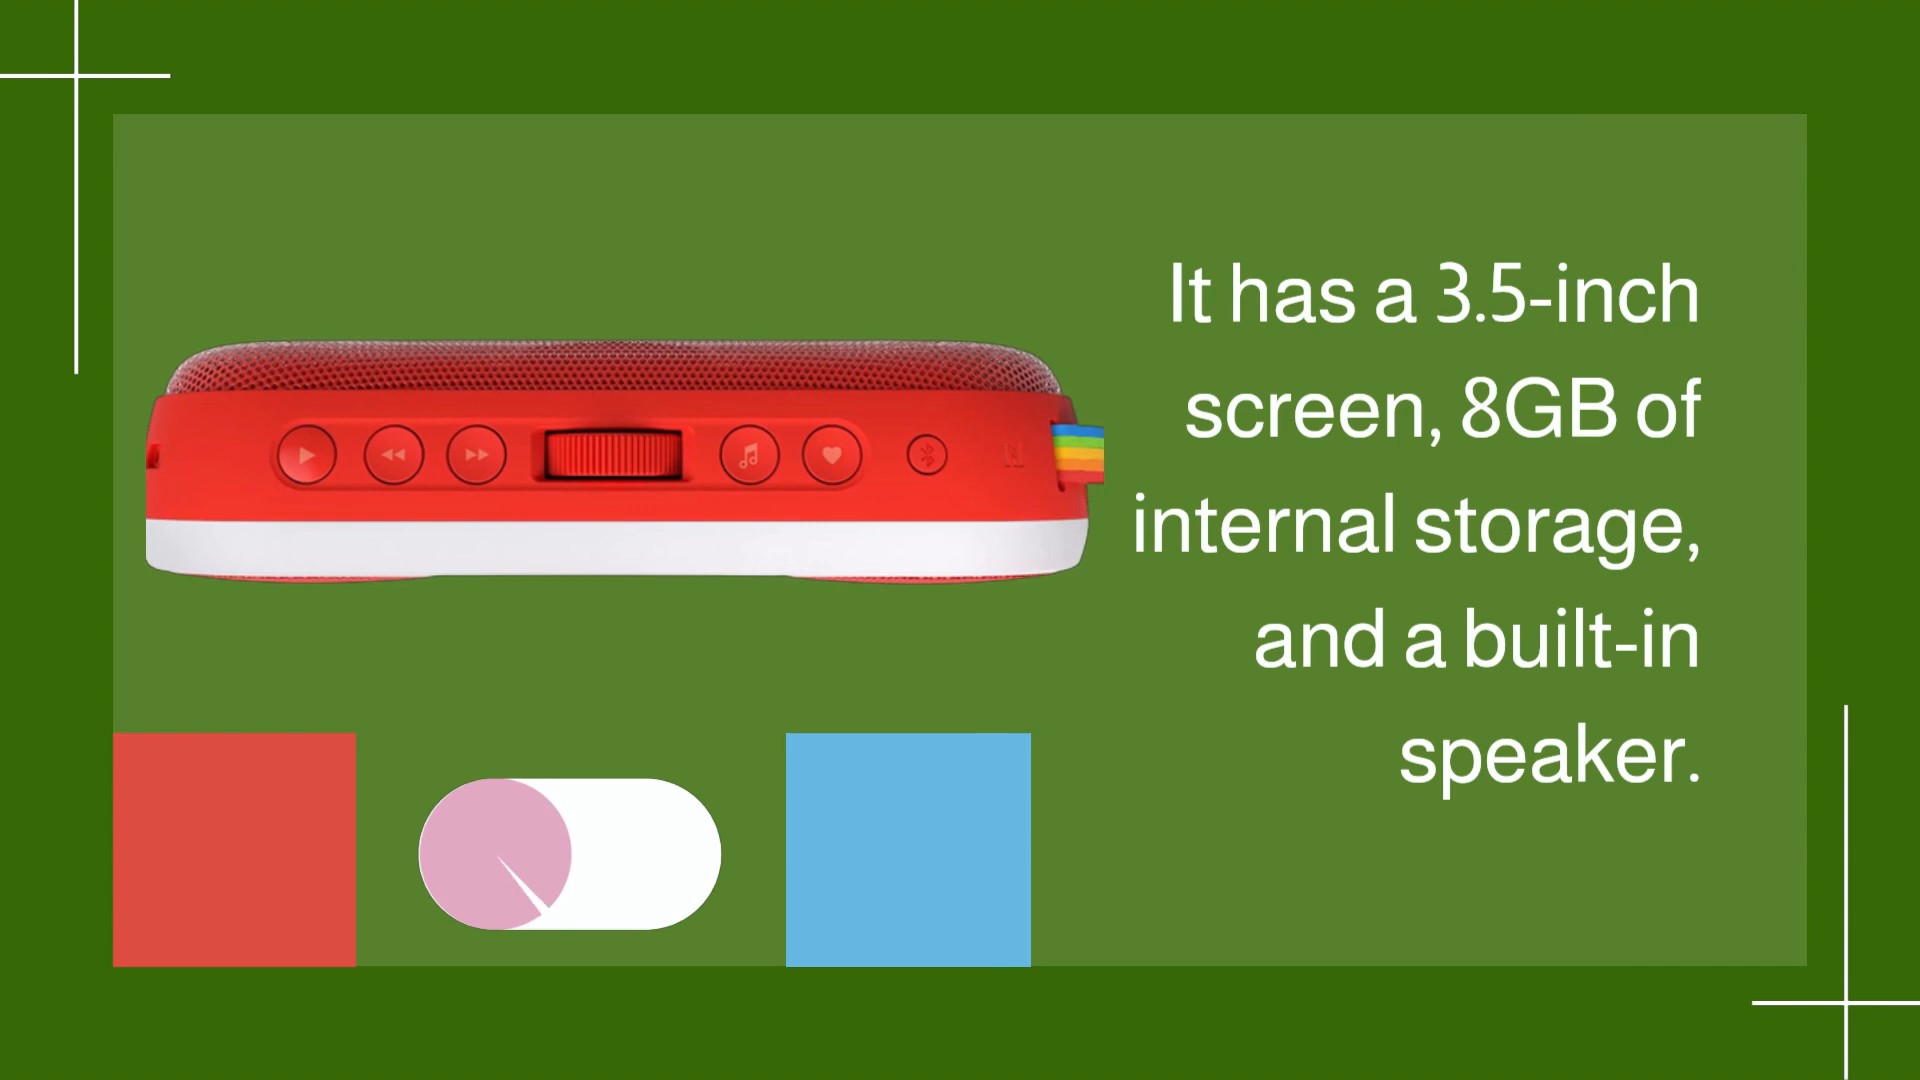 It has a 3.5-inch
screen, 8GB of
internal storage,
and a built-in
speaker.